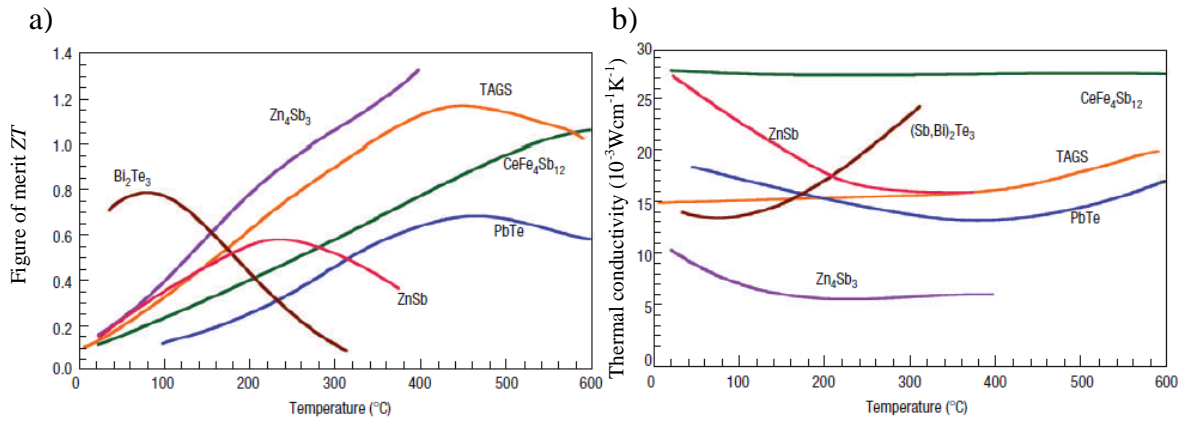 a)
Figure of merit ZT
1.4
1.2
1.0
0.8
0.6
0.4
0.2
0.0
Zn₄Sb₃
TAGS
Bi₂Te₃
CeFe₄Sb₁₂
PbTe
ZnSb
0 100 200 300 400 500 600
Temperature (°C)
b)
Thermal conductivity (10⁻³Wcm⁻¹K⁻¹)
30
25
20
15
10
5
0
CeFe₄Sb₁₂
ZnSb
(Sb,Bi)₂Te₃
TAGS
PbTe
Zn₄Sb₃
0 100 200 300 400 500 600
Temperature (°C)